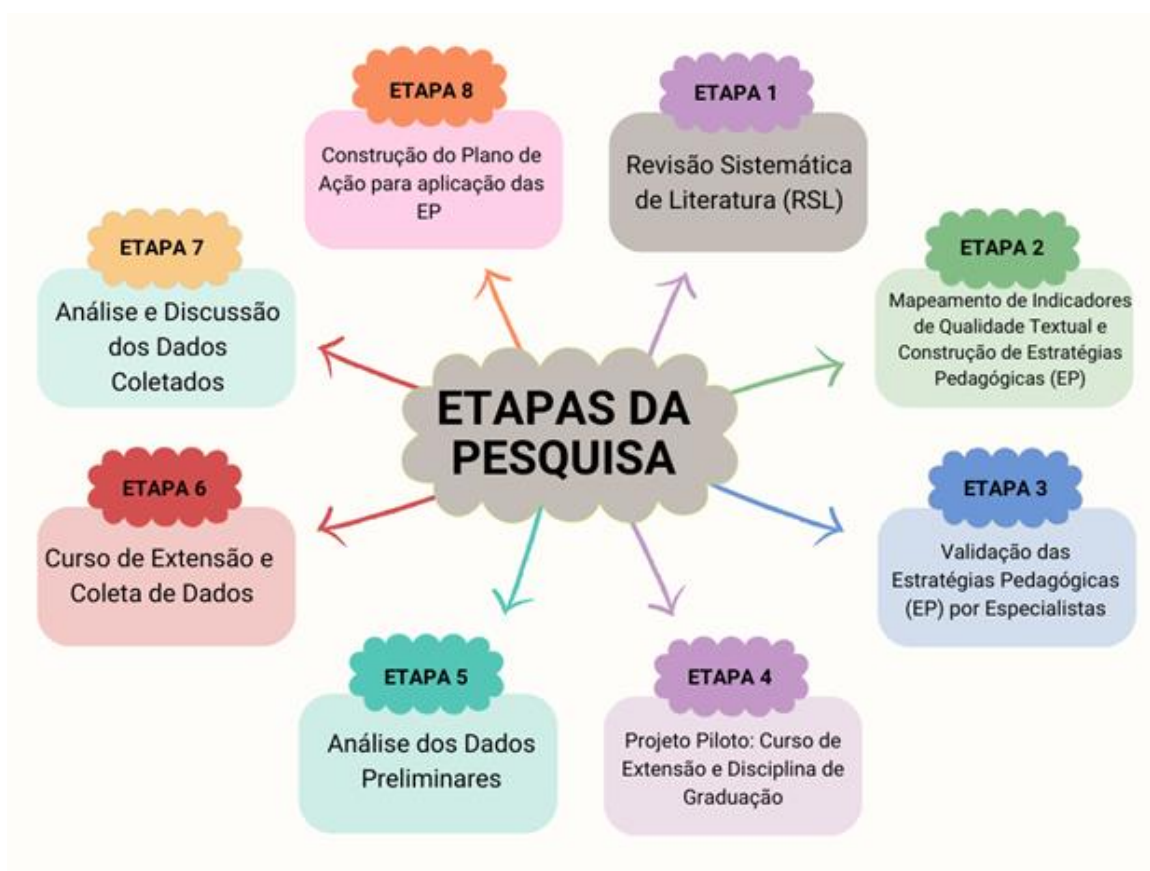 ETAPAS DA
PESQUISA
ETAPA 1
Revisão Sistemática
de Literatura (RSL)
ETAPA 2
Mapeamento de Indicadores
de Qualidade Textual e
Construção de Estratégias
Pedagógicas (EP)
ETAPA 3
Validação das
Estratégias Pedagógicas
(EP) por Especialistas
ETAPA 4
Projeto Piloto: Curso de
Extensão e Disciplina de
Graduação
ETAPA 5
Análise dos Dados
Preliminares
ETAPA 6
Curso de Extensão e
Coleta de Dados
ETAPA 7
Análise e Discussão
dos Dados
Coletados
ETAPA 8
Construção do Plano de
Ação para aplicação das
EP